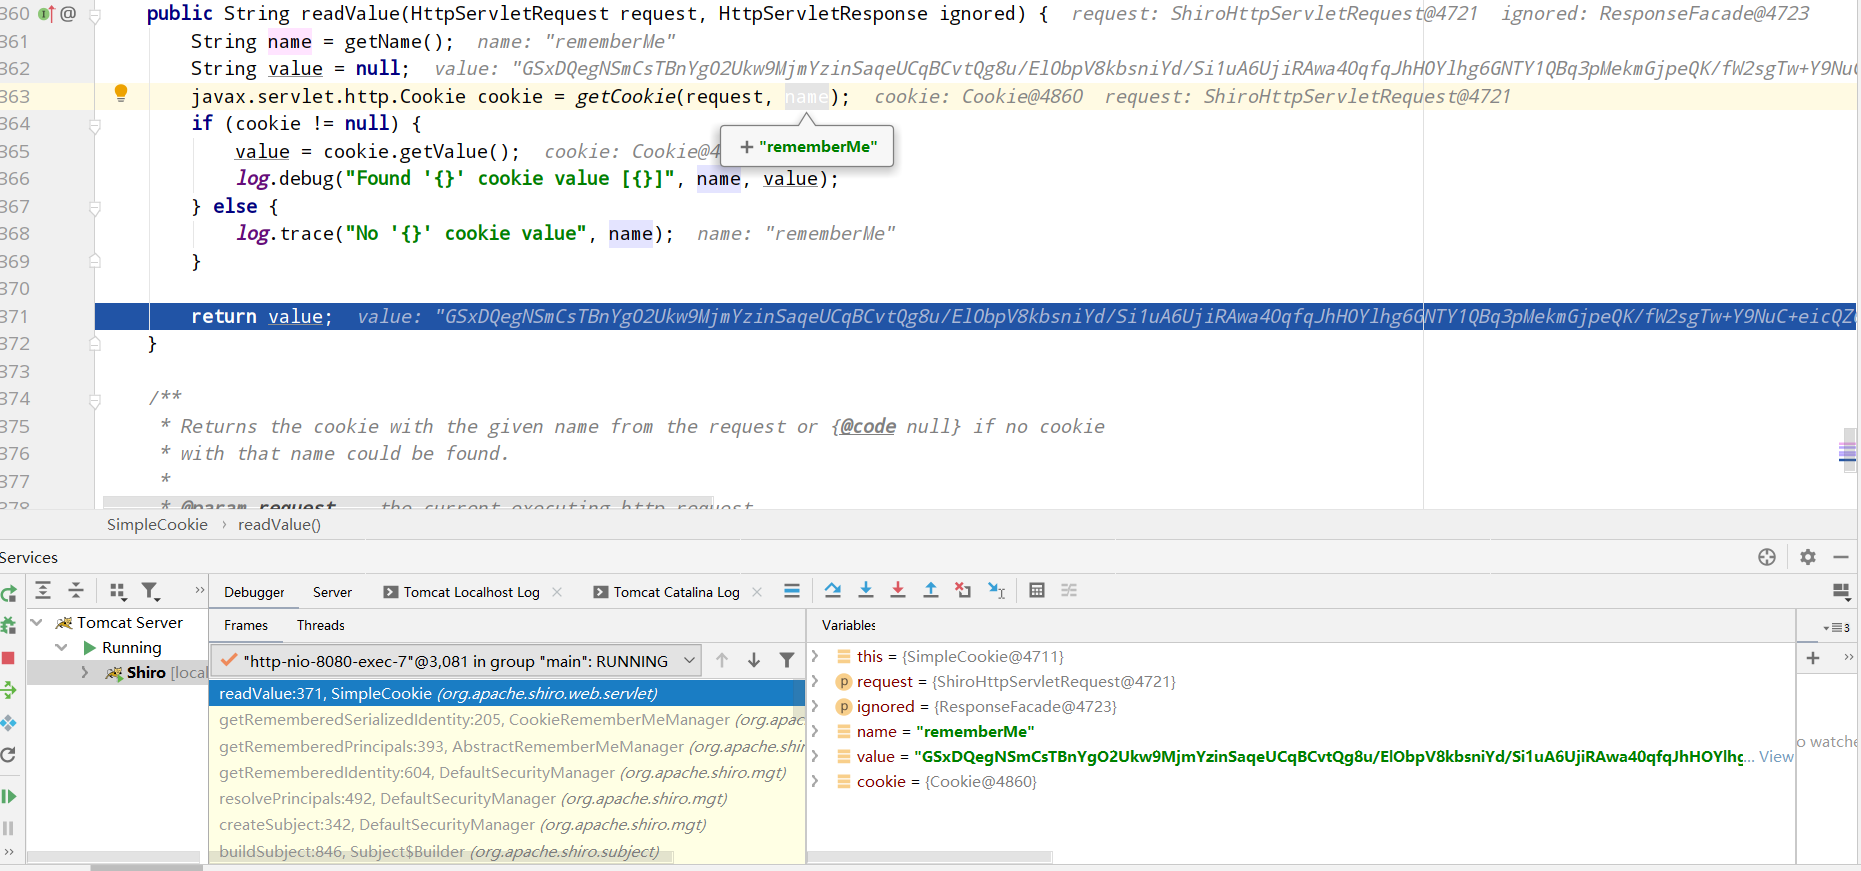 360 @ public String readValue(HttpServletRequest request, HttpServletResponse ignored) { request: ShiroHttpServletRequest@4721 ignored: ResponseFacade@4723
361 String name = getName(); name: "rememberMe"
362 String value = null; value: "GSxDQegNSmCsTBnYgO2Ukw9MjmYzinSaqeUCqBCvtQg8u/ElObpV8kbsniYd/Si1uA6UjiRAwa4OqfqJhHOYlhg6GNTY1QBq3pMekmGjpeQK/fW2sgTw+Y9NuC
363 javax.servlet.http.Cookie cookie = getCookie(request, name); cookie: Cookie@4860 request: ShiroHttpServletRequest@4721
364 if (cookie != null) {
365 value = cookie.getValue(); cookie: Cookie@4
+ "rememberMe"
366 log.debug("Found '{}' cookie value [{}]", name, value);
367 } else {
368 log.trace("No '{}' cookie value", name); name: "rememberMe"
369 }
370
371 return value; value: "GSxDQegNSmCsTBnYgO2Ukw9MjmYzinSaqeUCqBCvtQg8u/ElObpV8kbsniYd/Si1uA6UjiRAwa4OqfqJhHOYlhg6GNTY1QBq3pMekmGjpeQK/fW2sgTw+Y9NuC+eicQZ
372 }
373
374 /**
375 * Returns the cookie with the given name from the request or {@code null} if no cookie
376 * with that name could be found.
377 *
378 * @param request the current executing http request
SimpleCookie › readValue()
Services
Debugger Server Tomcat Localhost Log Tomcat Catalina Log
Tomcat Server
Running
Shiro [local
Frames Threads
"http-nio-8080-exec-7"@3,081 in group "main": RUNNING
readValue:371, SimpleCookie (org.apache.shiro.web.servlet)
getRememberedSerializedIdentity:205, CookieRememberMeManager (org.apac
getRememberedPrincipals:393, AbstractRememberMeManager (org.apache.shir
getRememberedIdentity:604, DefaultSecurityManager (org.apache.shiro.mgt)
resolvePrincipals:492, DefaultSecurityManager (org.apache.shiro.mgt)
createSubject:342, DefaultSecurityManager (org.apache.shiro.mgt)
buildSubject:846, Subject$Builder (org.apache.shiro.subject)
Variables
this = {SimpleCookie@4711}
request = {ShiroHttpServletRequest@4721}
ignored = {ResponseFacade@4723}
name = "rememberMe"
value = "GSxDQegNSmCsTBnYgO2Ukw9MjmYzinSaqeUCqBCvtQg8u/ElObpV8kbsniYd/Si1uA6UjiRAwa4OqfqJhHOYlhg... View
cookie = {Cookie@4860}
3
o watche